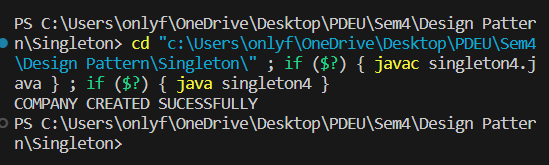 PS C:\Users\onlyf\OneDrive\Desktop\PDEU\Sem4\Design Patter
n\Singleton> cd "c:\Users\onlyf\OneDrive\Desktop\PDEU\Sem4
\Design Pattern\Singleton\" ; if ($?) { javac singleton4.j
ava } ; if ($?) { java singleton4 }
COMPANY CREATED SUCESSFULLY
PS C:\Users\onlyf\OneDrive\Desktop\PDEU\Sem4\Design Patter
n\Singleton>